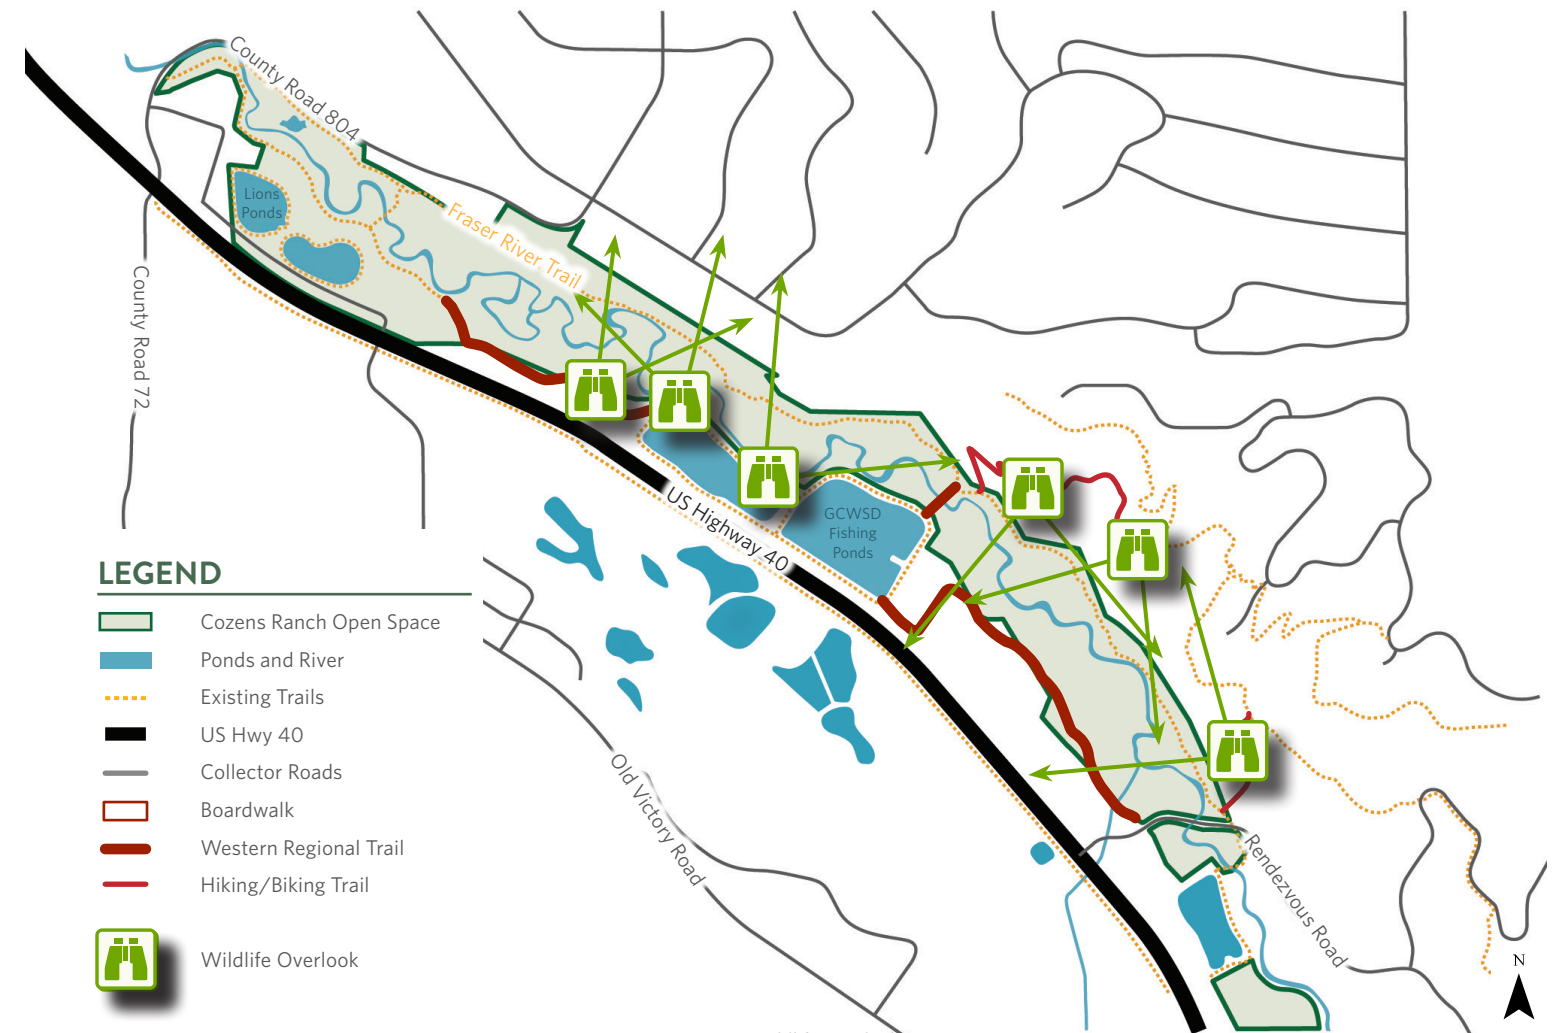 County Road 804
Lions
Ponds
Fraser River Trail
County Road 72
US Highway 40
GCWSD
Fishing
Ponds
Old Victory Road
Rendezvous Road
LEGEND
Cozens Ranch Open Space
Ponds and River
Existing Trails
US Hwy 40
Collector Roads
Boardwalk
Western Regional Trail
Hiking/Biking Trail
Wildlife Overlook
N